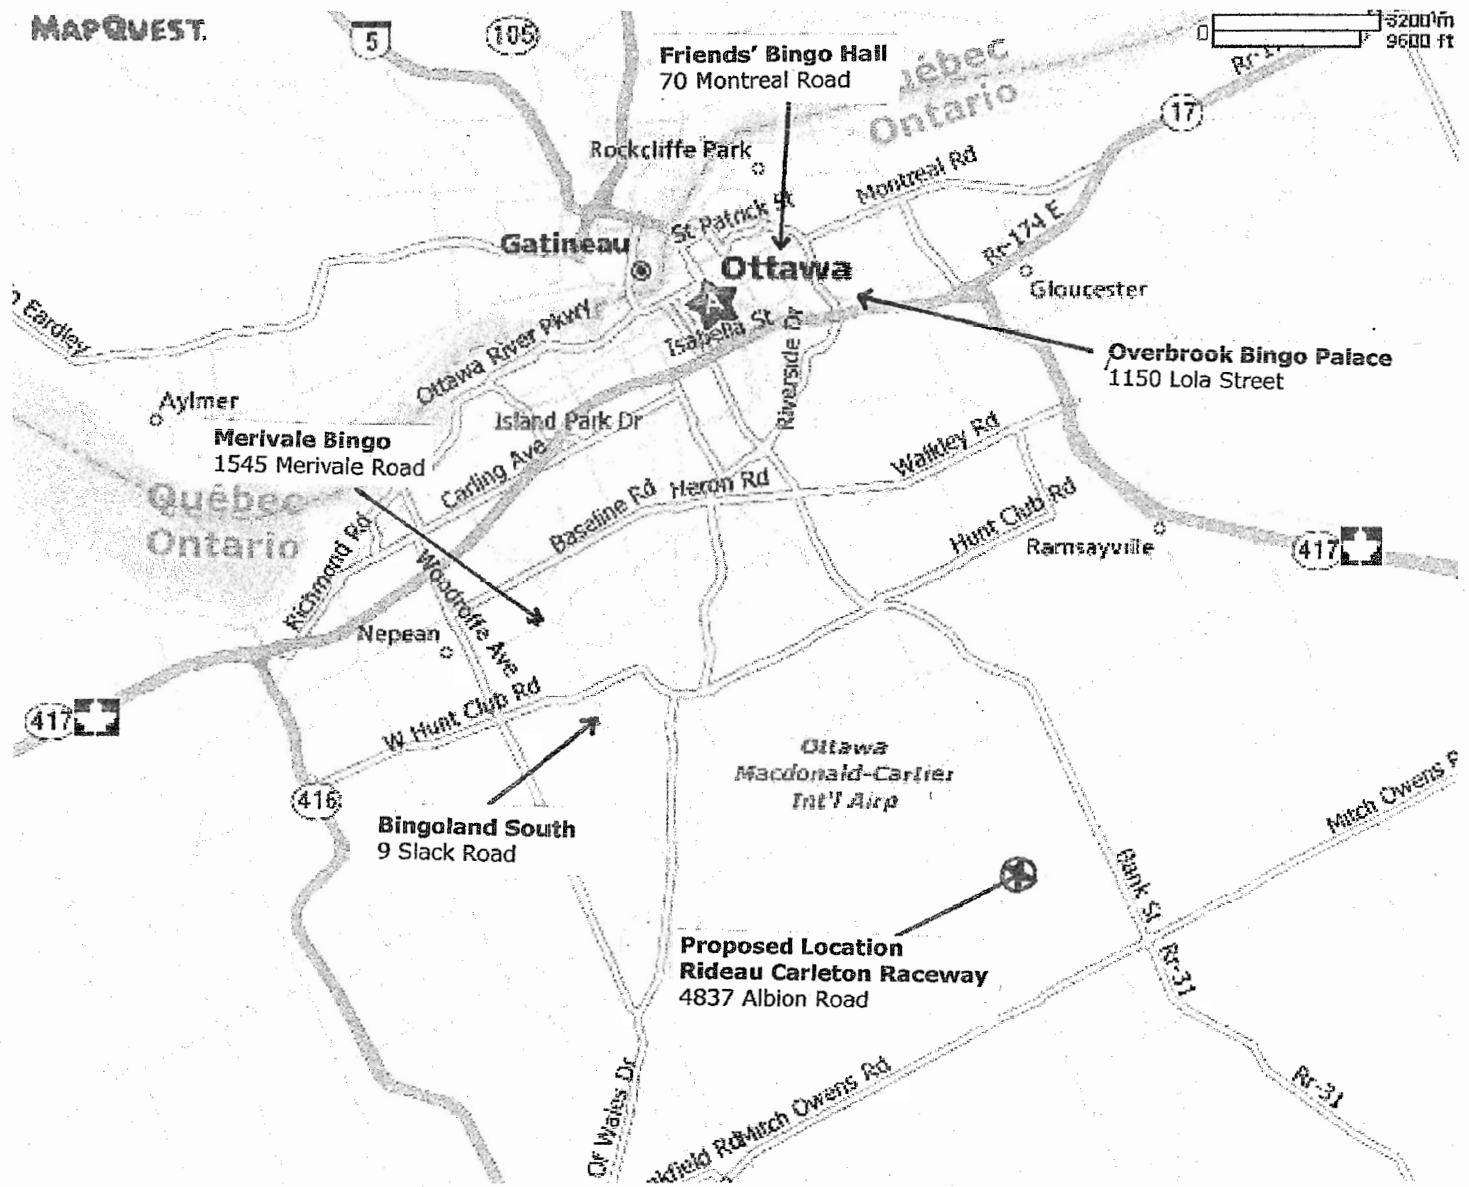 MAPQUEST.
5
105
0
9600 ft
Friends' Bingo Hall
70 Montreal Road
Ontario
17
Rockcliffe Park
Montreal Rd
St Patrick St
Rr-174 E
Gatineau
Ottawa
A
Gloucester
Eardley
Ottawa River Pkwy
Isabella St
Riverside Dr
Overbrook Bingo Palace
1150 Lola Street
Aylmer
Island Park Dr
Merivale Bingo
1545 Merivale Road
Carling Ave
Walkley Rd
Heron Rd
Baseline Rd
Québec
Ontario
Hunt Club Rd
Richmond Rd
Ramsayville
417
Woodroffe Ave
Nepean
W Hunt Club Rd
417
Ottawa
Macdonald-Cartier
Int'l Airp
416
Mitch Owens R
Bingoland South
9 Slack Road
Bank St
Proposed Location
Rideau Carleton Raceway
4837 Albion Road
Rr-31
Rr-31
Of Wales Dr
Mitch Owens Rd